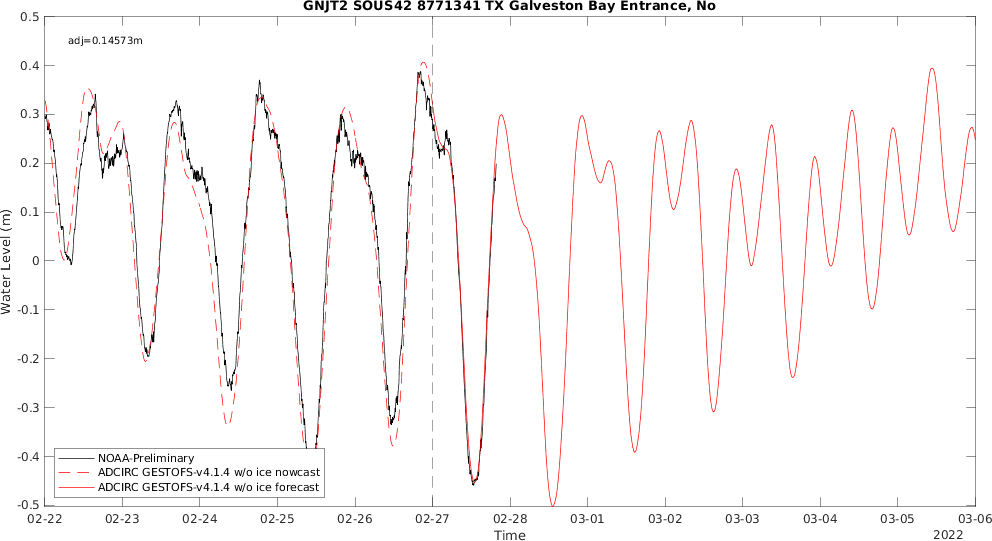 GNJT2 SOUS42 8771341 TX Galveston Bay Entrance, No
adj=0.14573m
0.5
0.4
0.3
0.2
0.1
0
-0.1
-0.2
-0.3
-0.4
-0.5
Water Level (m)
NOAA-Preliminary
ADCIRC GESTOFS-v4.1.4 w/o ice nowcast
ADCIRC GESTOFS-v4.1.4 w/o ice forecast
02-22 02-23 02-24 02-25 02-26 02-27 02-28 03-01 03-02 03-03 03-04 03-05 03-06
Time
2022